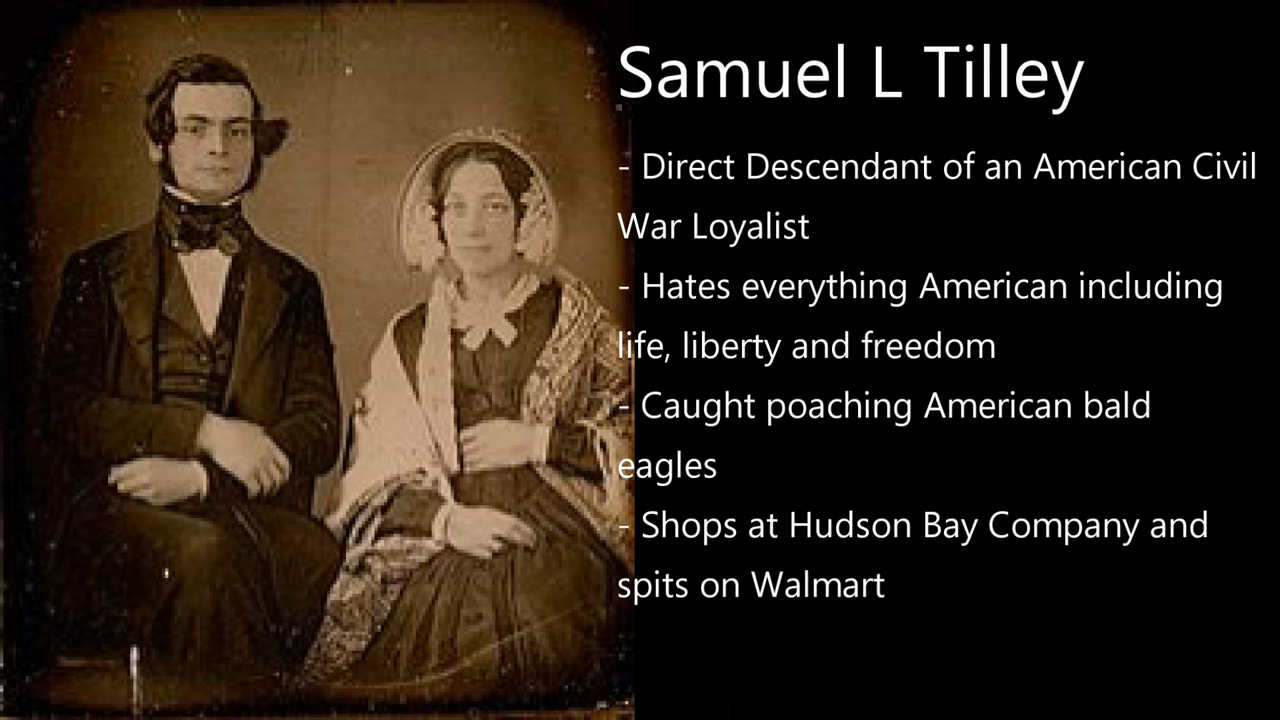 Samuel L Tilley
- Direct Descendant of an American Civil
War Loyalist
- Hates everything American including
life, liberty and freedom
- Caught poaching American bald
eagles
- Shops at Hudson Bay Company and
spits on Walmart